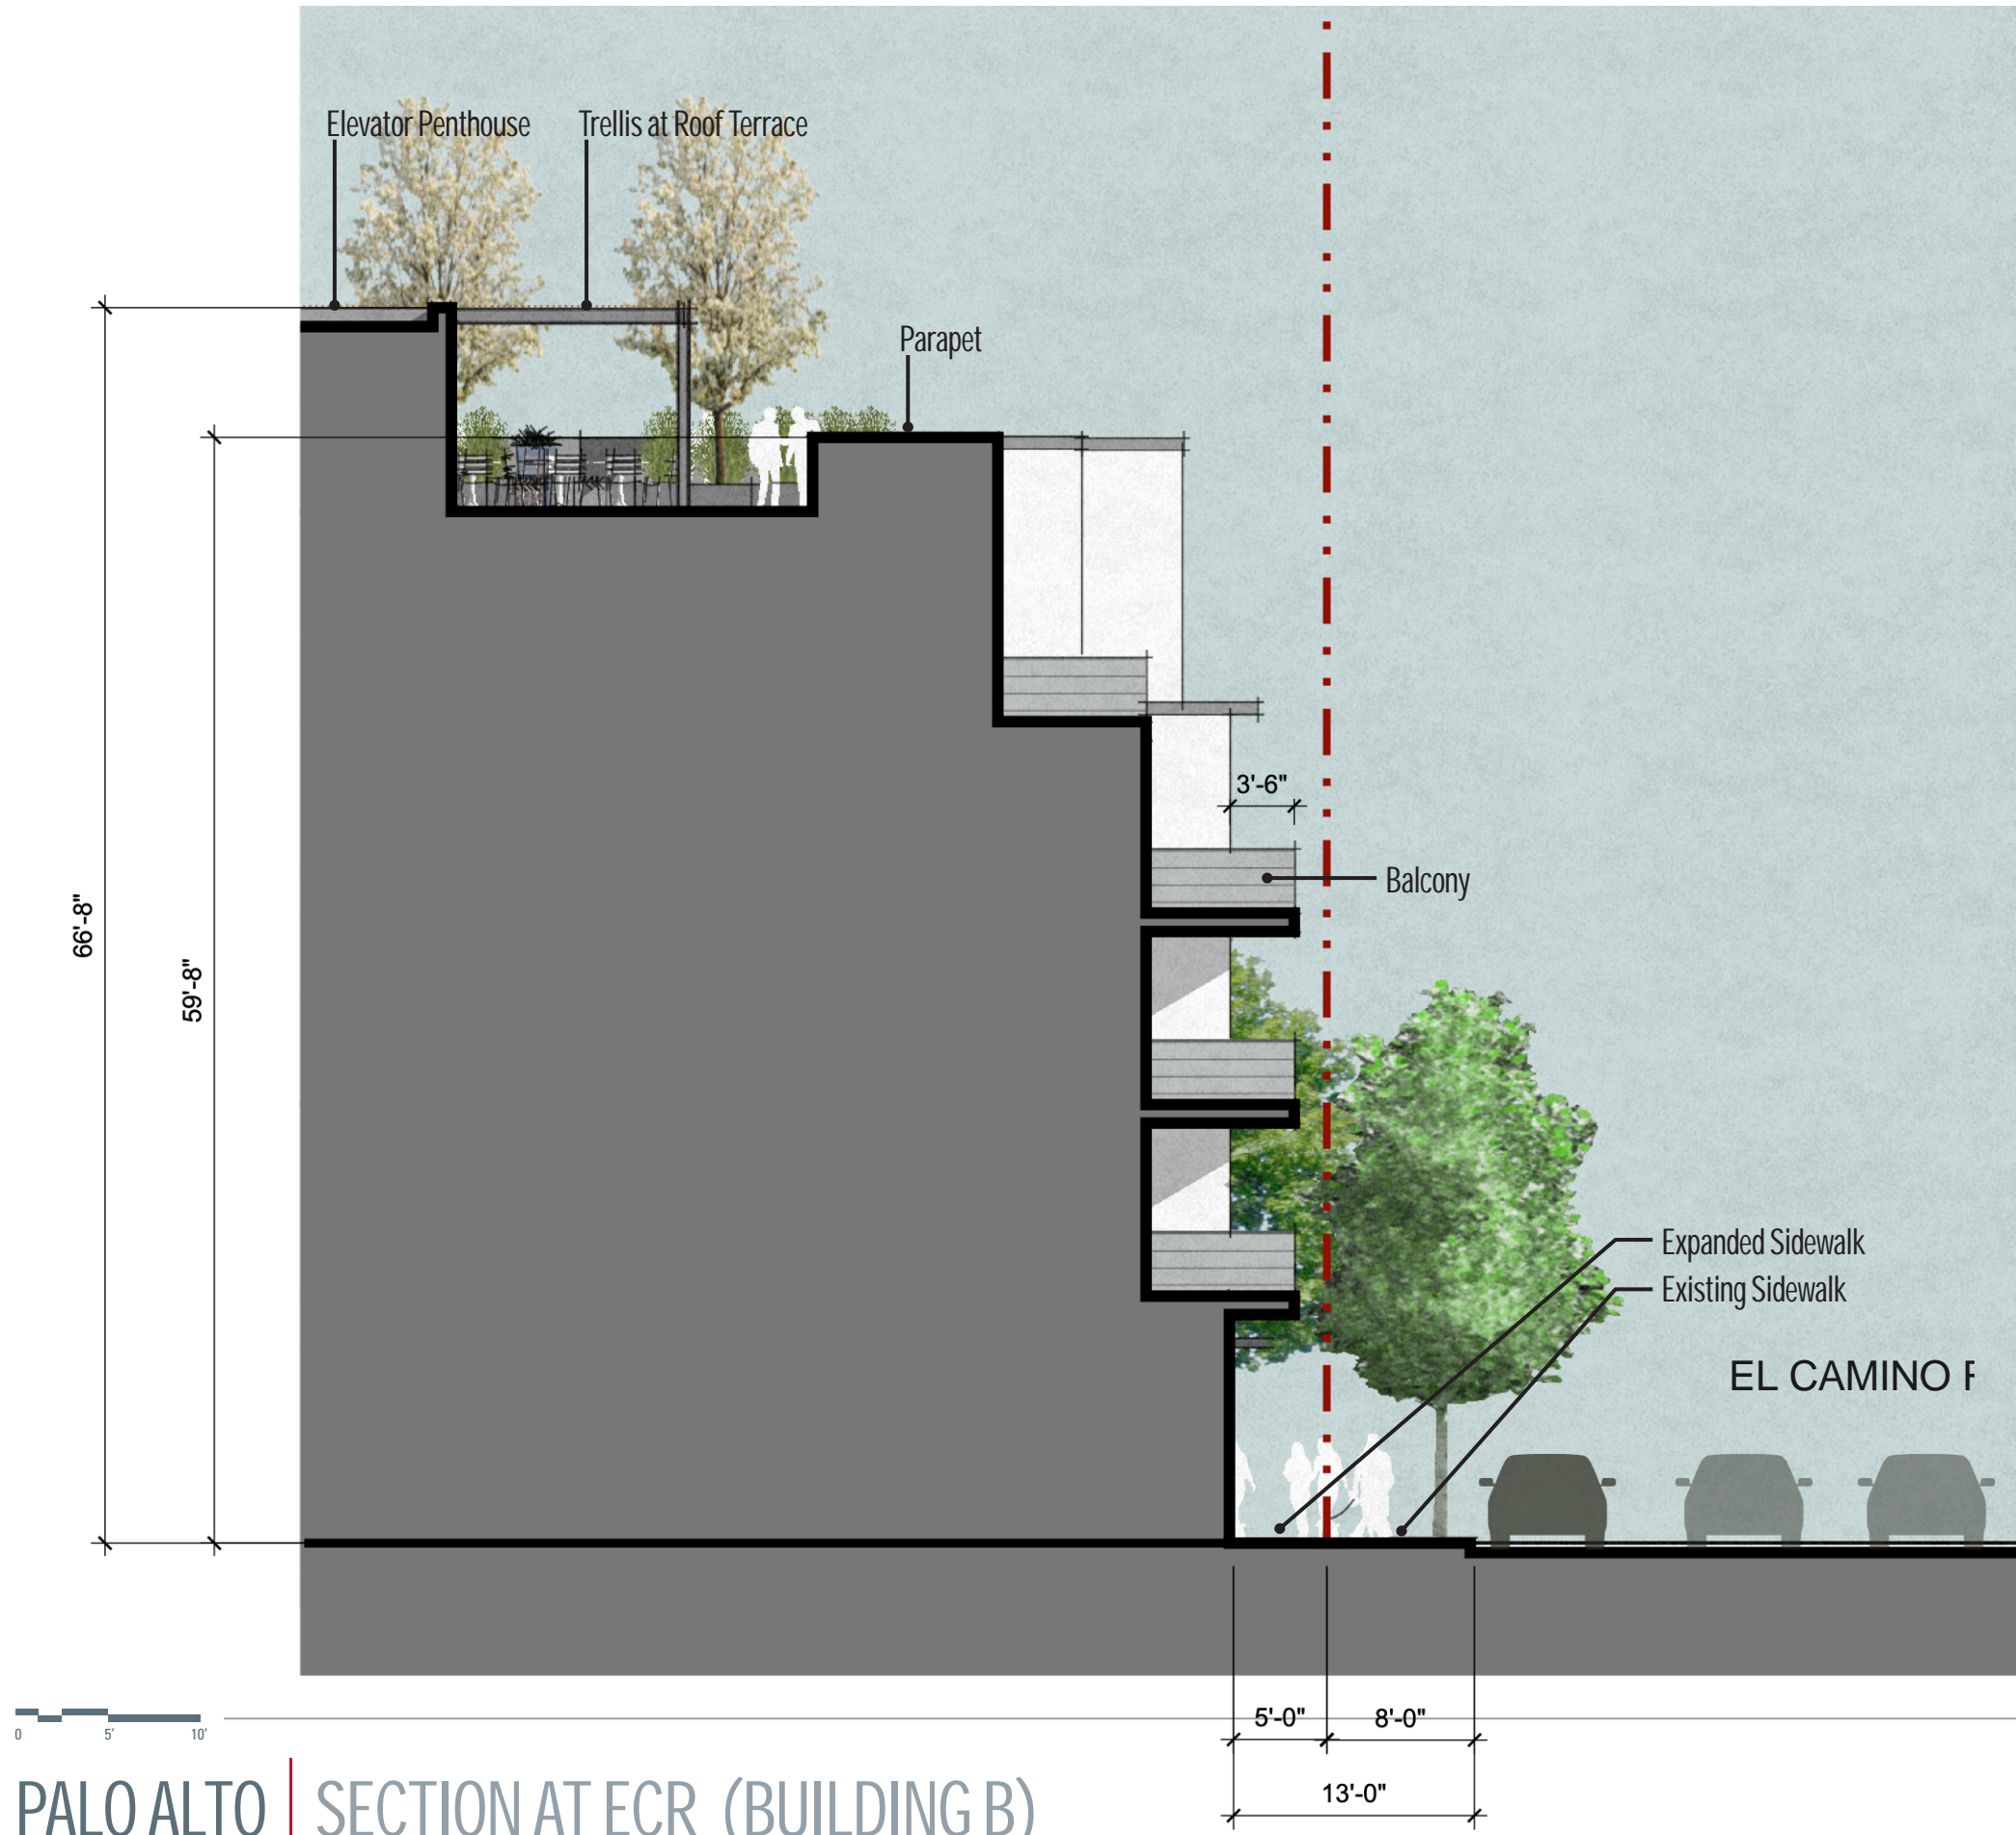 Elevator Penthouse
Trellis at Roof Terrace
Parapet
3'-6"
Balcony
66'-8"
59'-8"
Expanded Sidewalk
Existing Sidewalk
EL CAMINO
5'-0"
8'-0"
0 5' 10'
13'-0"
PALO ALTO | SECTION AT ECR (BUILDING B)